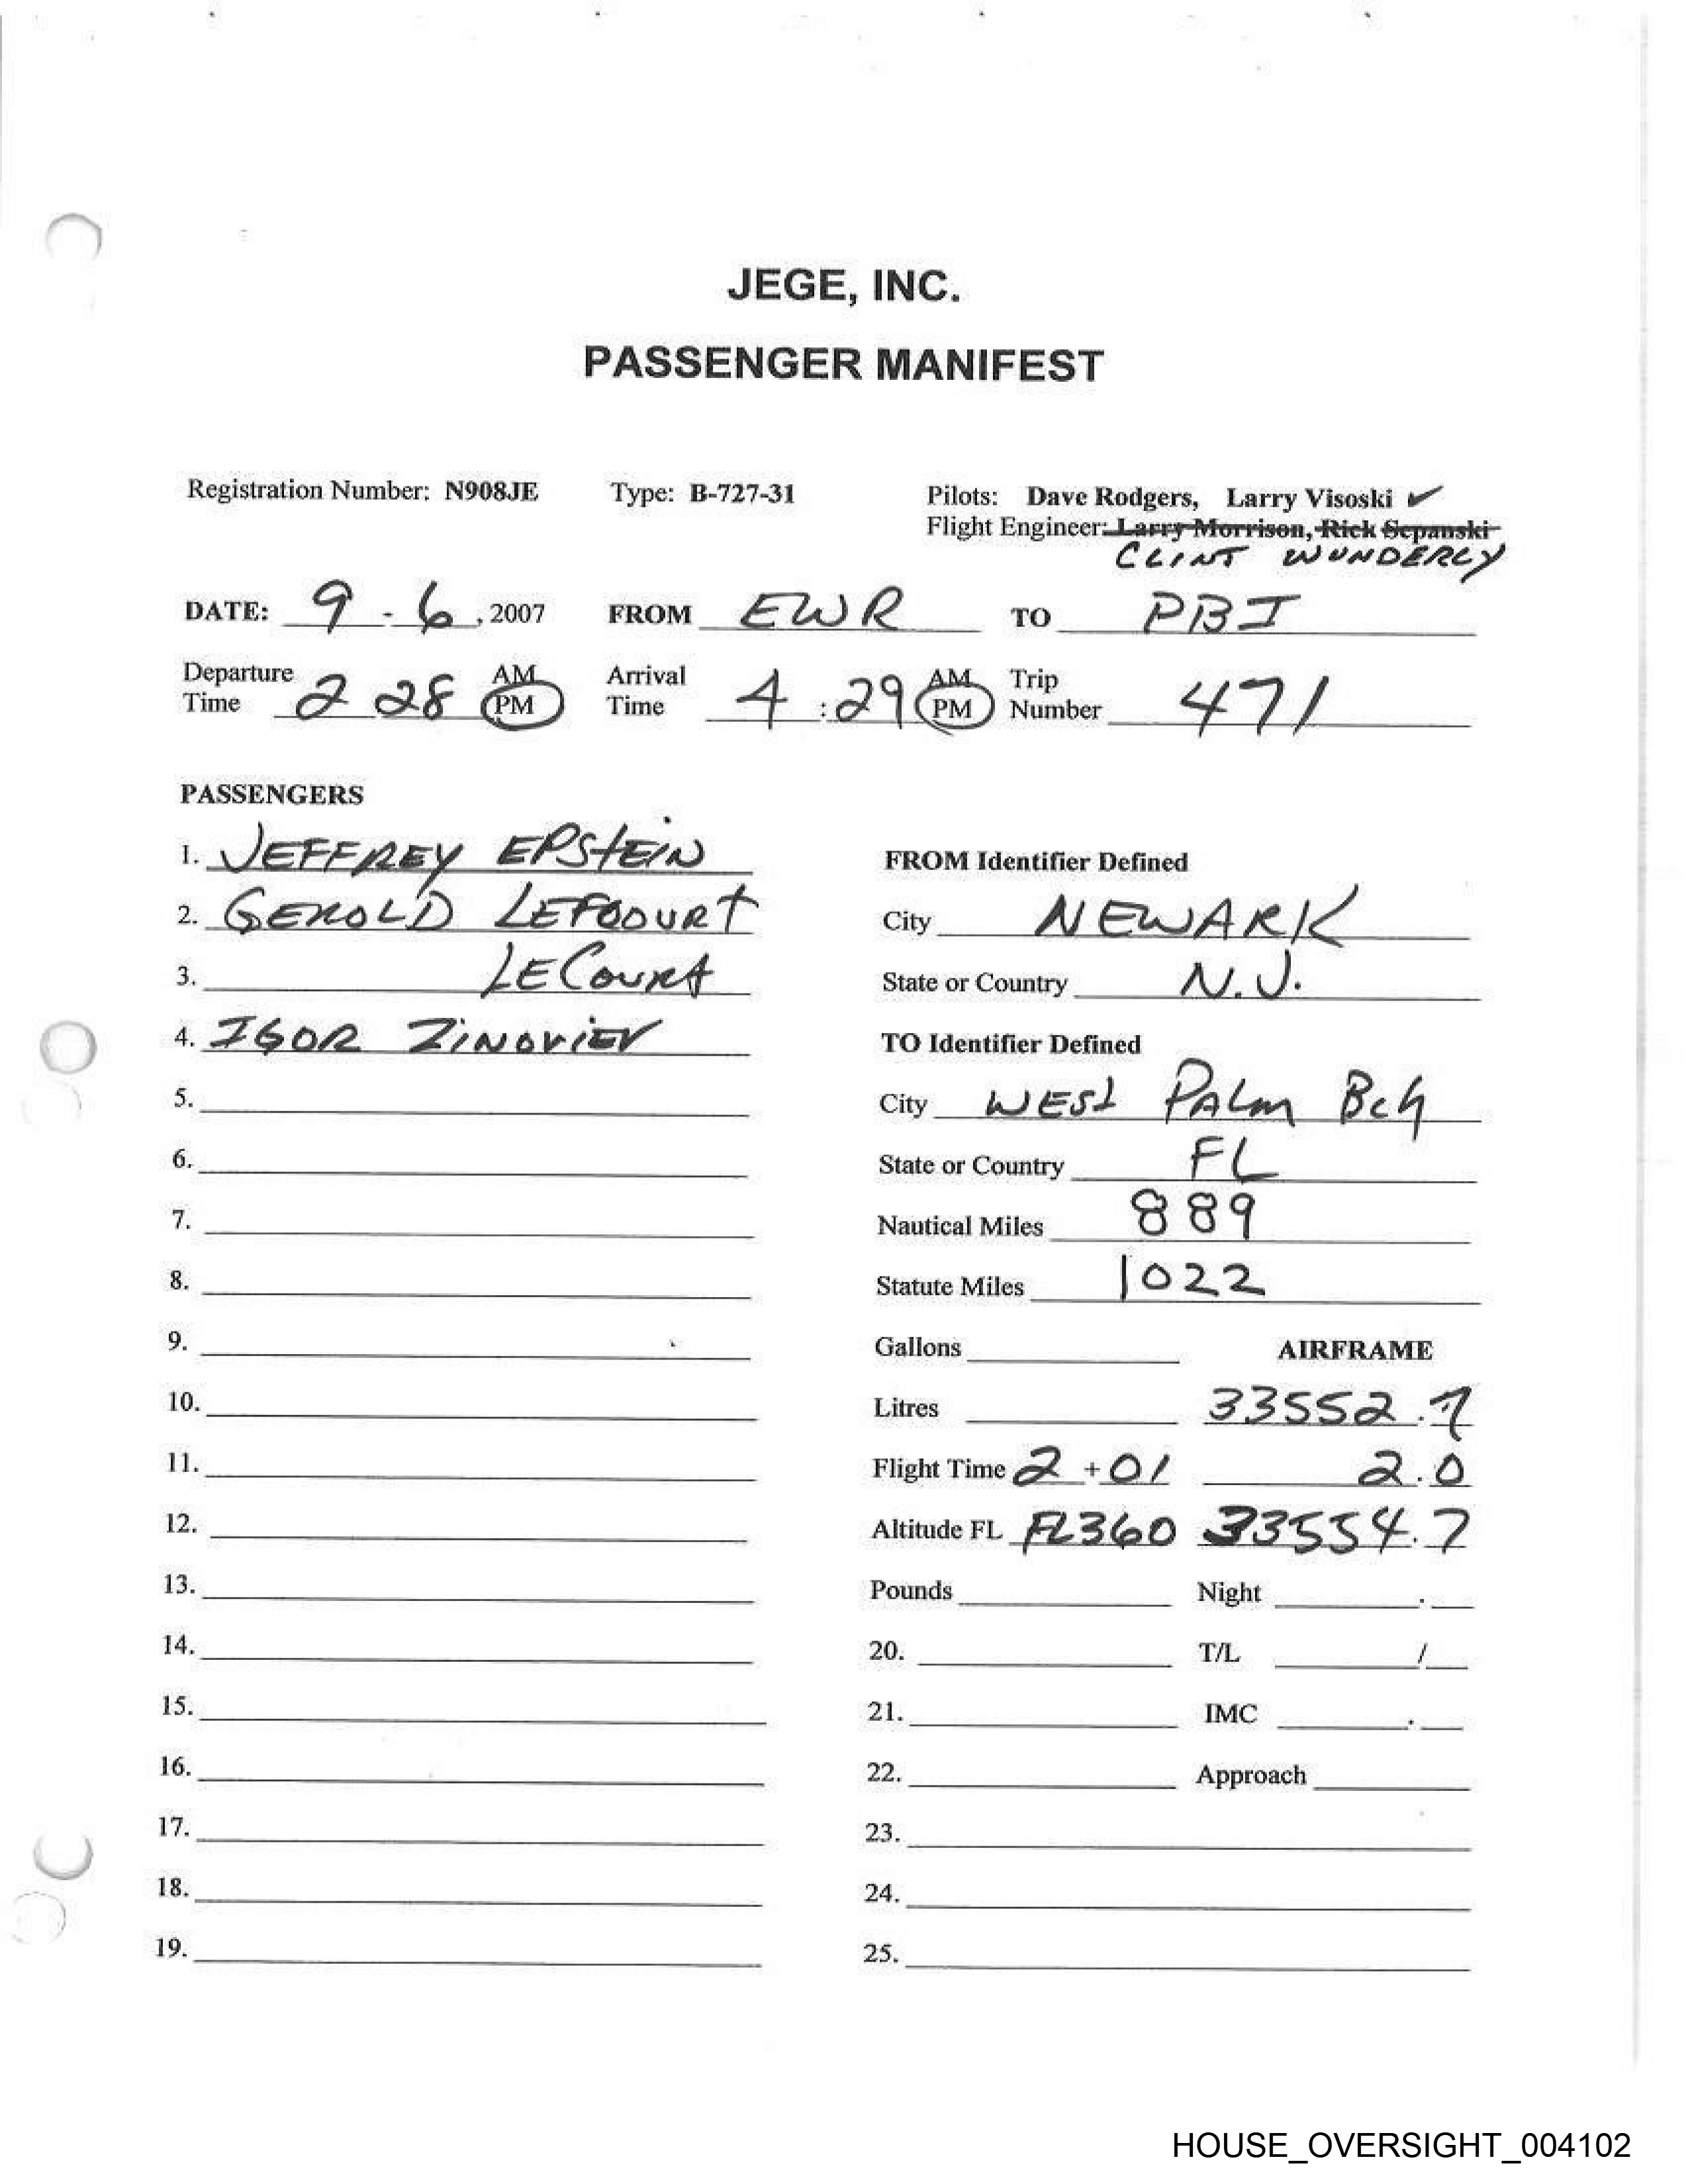 JEGE, INC.
PASSENGER MANIFEST
Registration Number: N908JE Type: B-727-31 Pilots: Dave Rodgers, Larry Visoski ✓
Flight Engineer: Larry Morrison, Rick Sepanski
CLINT WUNDERLY
DATE: 9 - 6, 2007 FROM EWR TO PBI
Departure Time 2 28 AM PM Arrival Time 4 : 29 AM PM Trip Number 471
PASSENGERS
1. JEFFREY EPSTEIN
2. GEROLD LEFCOURT
3. LECOURT
4. IGOR ZINOVIEV
5.
6.
7.
8.
9.
10.
11.
12.
13.
14.
15.
16.
17.
18.
19.
FROM Identifier Defined
City NEWARK
State or Country N.J.
TO Identifier Defined
City WEST PALM BCH
State or Country FL
Nautical Miles 889
Statute Miles 1022
Gallons AIRFRAME
Litres 33552.7
Flight Time 2 + 01 2.0
Altitude FL FL360 33554.7
Pounds Night .
20. T/L /
21. IMC .
22. Approach
23.
24.
25.
HOUSE_OVERSIGHT_004102